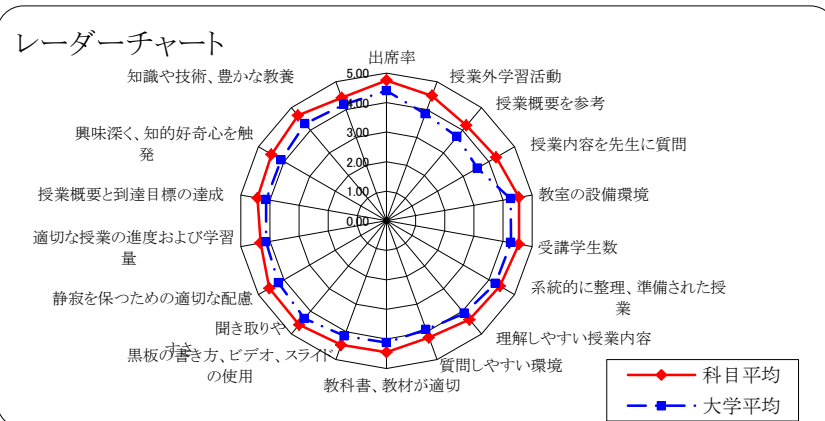 レーダーチャート
出席率
授業外学習活動
授業概要を参考
授業内容を先生に質問
教室の設備環境
受講学生数
系統的に整理、準備された授
業
理解しやすい授業内容
質問しやすい環境
教科書、教材が適切
黒板の書き方、ビデオ、スライド
の使用
聞き取りや
すさ
静寂を保つための適切な配慮
適切な授業の進度および学習
量
授業概要と到達目標の達成
興味深く、知的好奇心を触
発
知識や技術、豊かな教養
5.00
4.00
3.00
2.00
1.00
0.00
科目平均
大学平均